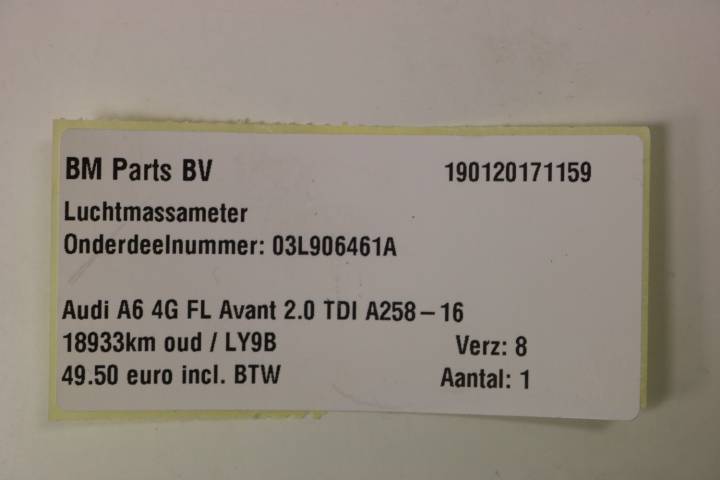 BM Parts BV 190120171159
Luchtmassameter
Onderdeelnummer: 03L906461A
Audi A6 4G FL Avant 2.0 TDI A258-16
18933km oud / LY9B Verz: 8
49.50 euro incl. BTW Aantal: 1